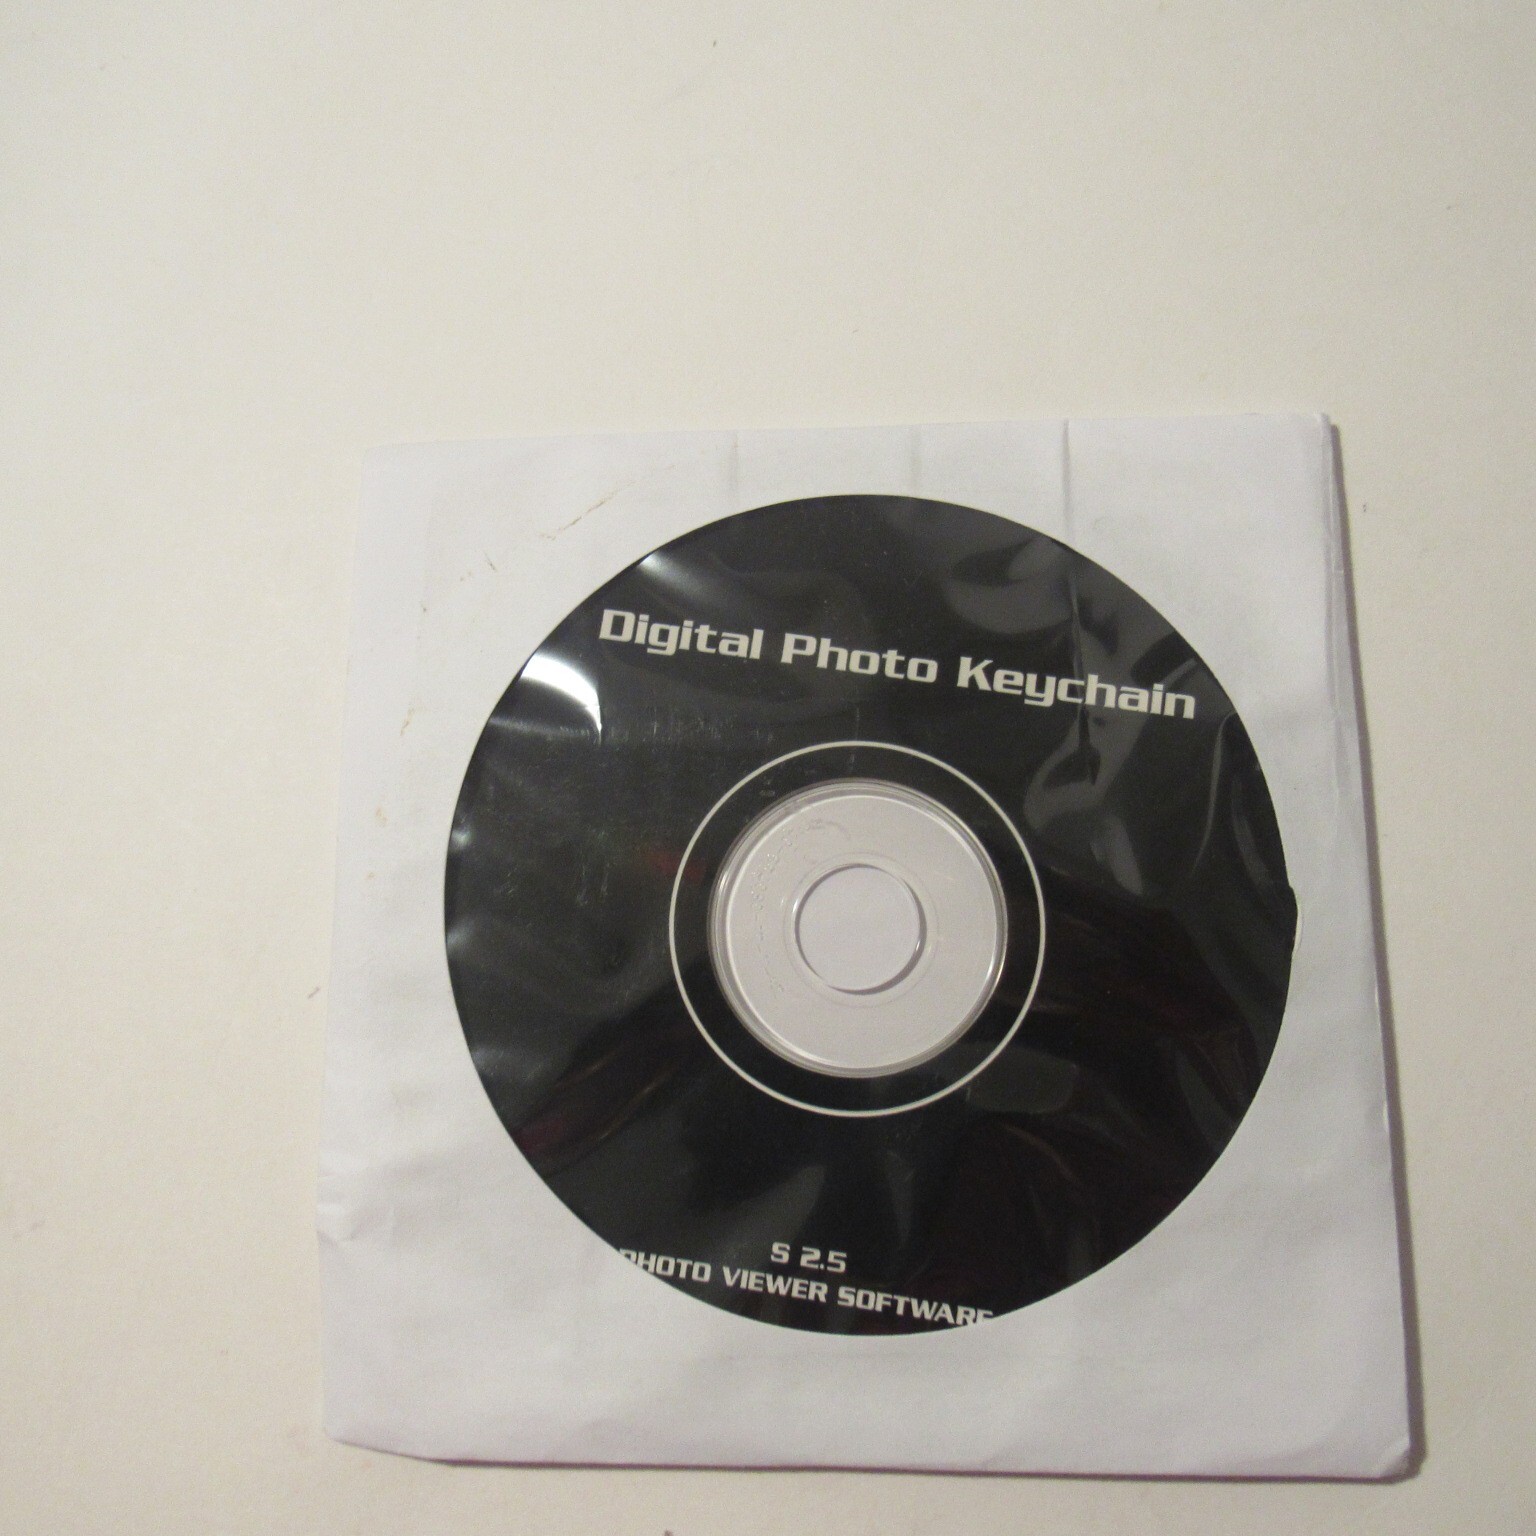 Digital Photo Keychain
S 2.5
PHOTO VIEWER SOFTWARE